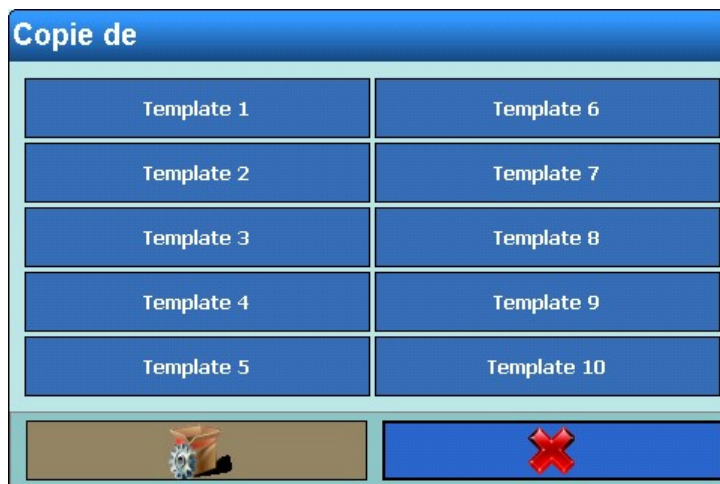 Copie de
Template 1
Template 6
Template 2
Template 7
Template 3
Template 8
Template 4
Template 9
Template 5
Template 10